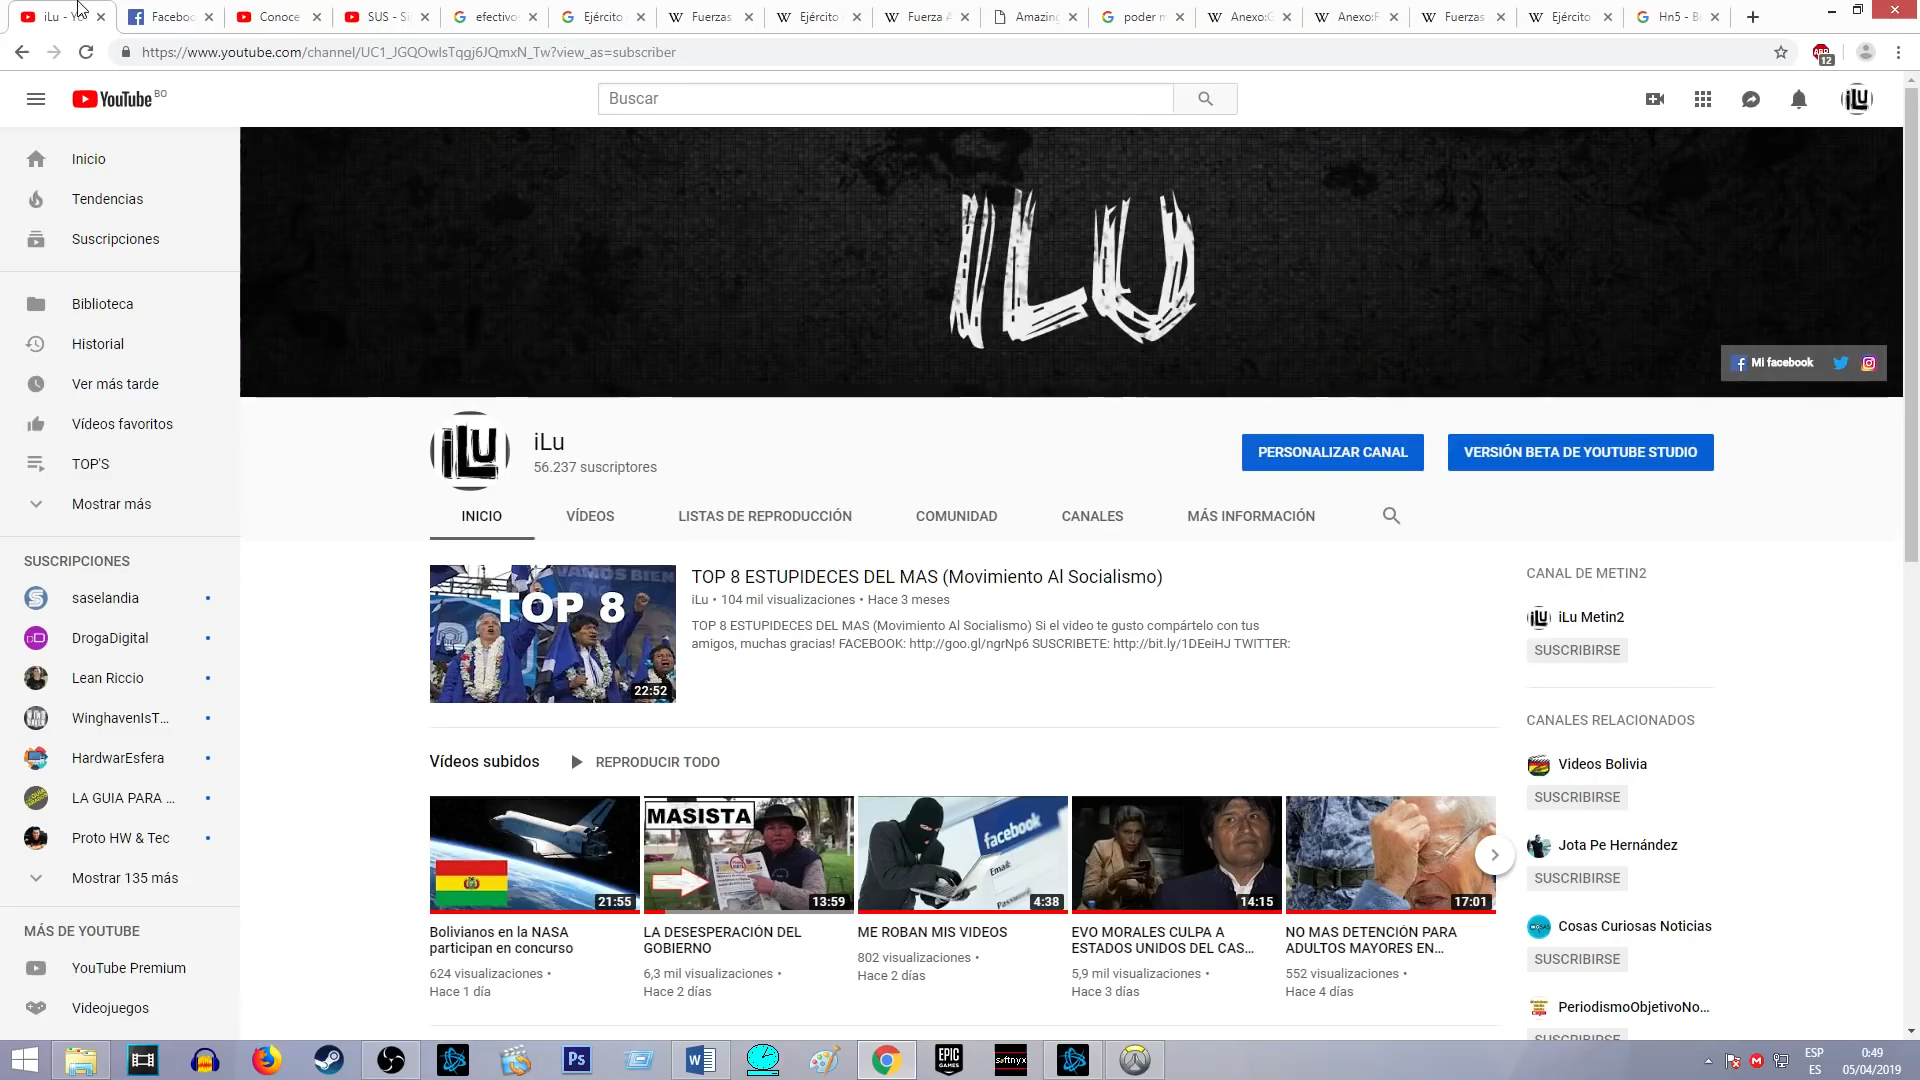 iLu - Yo
Faceboo
Conoce
SUS - Si
efectivo
Ejército
Fuerzas
Ejército
Fuerza A
Amazing
poder m
Anexo:G
Anexo:F
Fuerzas
Ejército
Hn5 - B
https://www.youtube.com/channel/UC1_JGQOwlsTqgj6JQmxN_Tw?view_as=subscriber
12
YouTube BO
Buscar
iLu
Inicio
Tendencias
Suscripciones
Biblioteca
Historial
Ver más tarde
Vídeos favoritos
TOP'S
Mostrar más
SUSCRIPCIONES
saselandia
DrogaDigital
Lean Riccio
WinghavenIsT...
HardwarEsfera
LA GUIA PARA ...
Proto HW & Tec
Mostrar 135 más
MÁS DE YOUTUBE
YouTube Premium
Videojuegos
iLU
Mi facebook
iLu
iLu
56.237 suscriptores
PERSONALIZAR CANAL
VERSIÓN BETA DE YOUTUBE STUDIO
INICIO
VÍDEOS
LISTAS DE REPRODUCCIÓN
COMUNIDAD
CANALES
MÁS INFORMACIÓN
VAMOS BIEN
TOP 8
22:52
TOP 8 ESTUPIDECES DEL MAS (Movimiento Al Socialismo)
iLu • 104 mil visualizaciones • Hace 3 meses
TOP 8 ESTUPIDECES DEL MAS (Movimiento Al Socialismo) Si el video te gusto compártelo con tus
amigos, muchas gracias! FACEBOOK: http://goo.gl/ngrNp6 SUSCRIBETE: http://bit.ly/1DEeiHJ TWITTER:
Vídeos subidos
REPRODUCIR TODO
21:55
Bolivianos en la NASA
participan en concurso
624 visualizaciones •
Hace 1 día
MASISTA
13:59
LA DESESPERACIÓN DEL
GOBIERNO
6,3 mil visualizaciones •
Hace 2 días
facebook
Email:
4:38
ME ROBAN MIS VIDEOS
802 visualizaciones •
Hace 2 días
14:15
EVO MORALES CULPA A
ESTADOS UNIDOS DEL CAS...
5,9 mil visualizaciones •
Hace 3 días
17:01
NO MAS DETENCIÓN PARA
ADULTOS MAYORES EN...
552 visualizaciones •
Hace 4 días
CANAL DE METIN2
iLu Metin2
SUSCRIBIRSE
CANALES RELACIONADOS
Videos Bolivia
SUSCRIBIRSE
Jota Pe Hernández
SUSCRIBIRSE
Cosas Curiosas Noticias
SUSCRIBIRSE
PeriodismoObjetivoNo...
SUSCRIBIRSE
Ps
EPIC
GAMES
softnyx
ESP
ES
0:49
05/04/2019